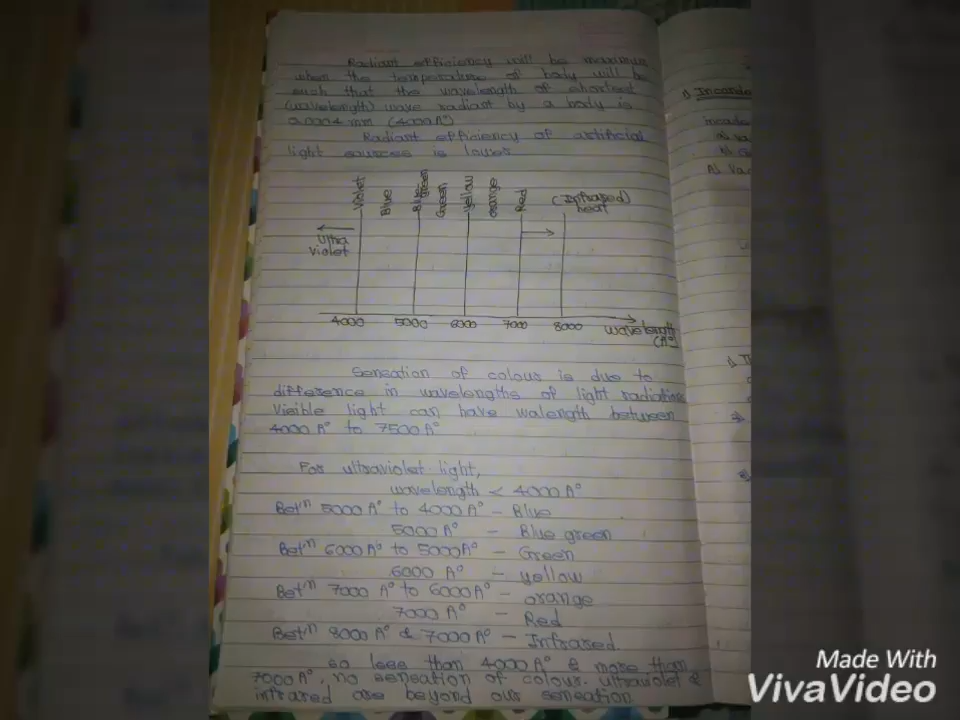 Radiant efficiency will be maximum
when the temperature of body will be
such that the wavelength of shortest
(wavelength) wave radiant by a body is
0.0004 mm (4000 A°)
Radiant efficiency of artificial
light sources is lower
Violet
Blue
Blue green
Green
Yellow
orange
Red
(Infrared)
heat
Ultra
violet
4000 5000 6000 7000 8000 wavelength
(A°)
Sensation of colour is due to
difference in wavelengths of light radiations
Visible light can have walength between
4000 A° to 7500 A°
For ultraviolet light,
wavelength < 4000 A°
Betⁿ 5000 A° to 4000 A° - Blue
5000 A° - Blue green
Betⁿ 6000 A° to 5000 A° - Green
6000 A° - yellow
Betⁿ 7000 A° to 6000 A° - orange
7000 A° - Red
Betⁿ 8000 A° & 7000 A° - Infrared.
so less than 4000 A° & more than
7000 A°, no sensation of colour. ultraviolet &
infrared are beyond our sensation
1) Incande
incade
Made With
VivaVideo